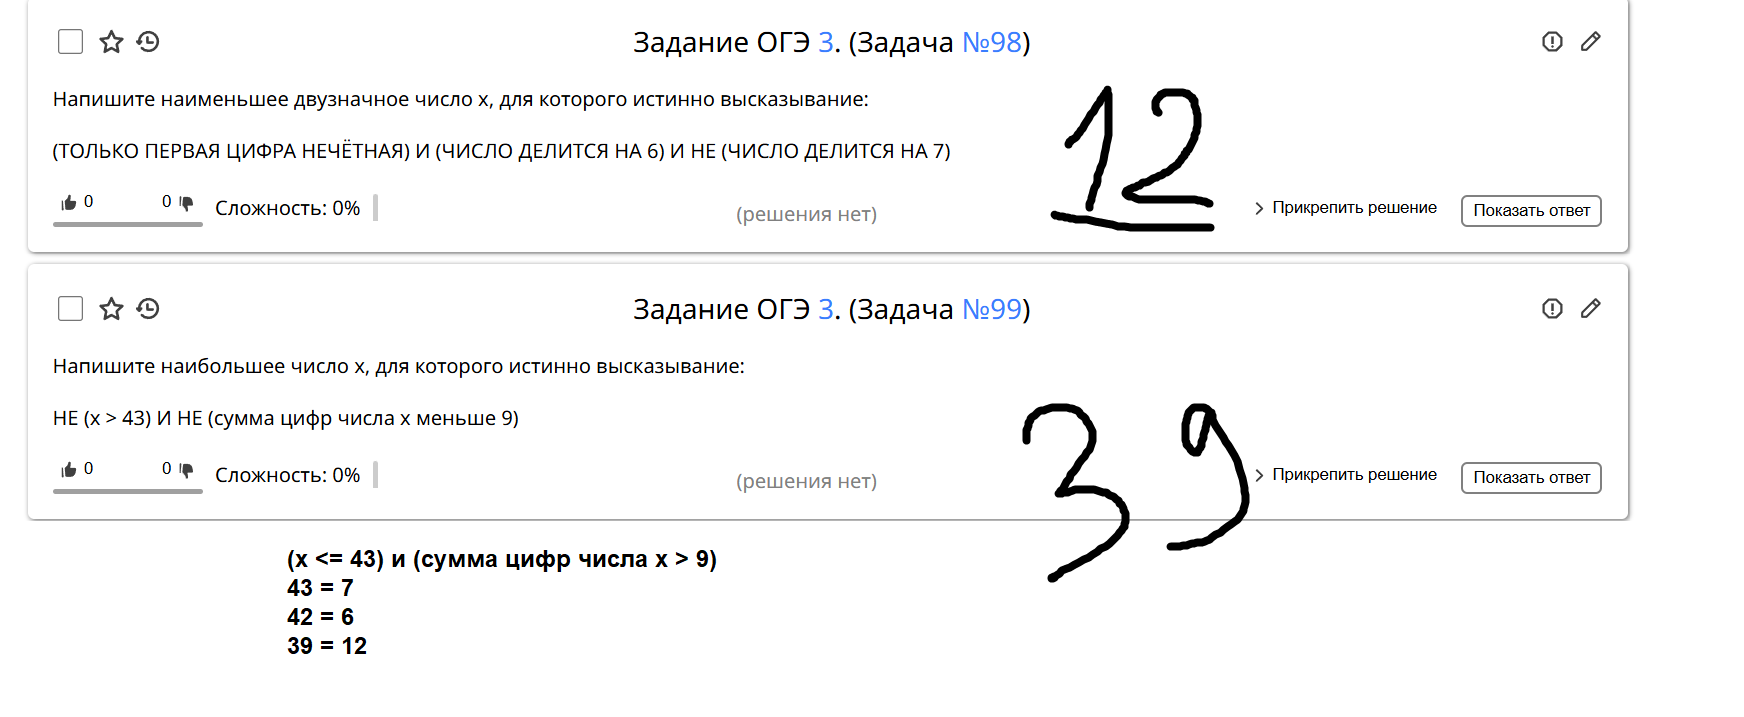 Задание ОГЭ 3. (Задача №98)
Напишите наименьшее двузначное число x, для которого истинно высказывание:
(ТОЛЬКО ПЕРВАЯ ЦИФРА НЕЧЁТНАЯ) И (ЧИСЛО ДЕЛИТСЯ НА 6) И НЕ (ЧИСЛО ДЕЛИТСЯ НА 7)
12
0 0 Сложность: 0% (решения нет) Прикрепить решение Показать ответ
Задание ОГЭ 3. (Задача №99)
Напишите наибольшее число x, для которого истинно высказывание:
НЕ (x > 43) И НЕ (сумма цифр числа x меньше 9)
39
0 0 Сложность: 0% (решения нет) Прикрепить решение Показать ответ
(x <= 43) и (сумма цифр числа x > 9)
43 = 7
42 = 6
39 = 12